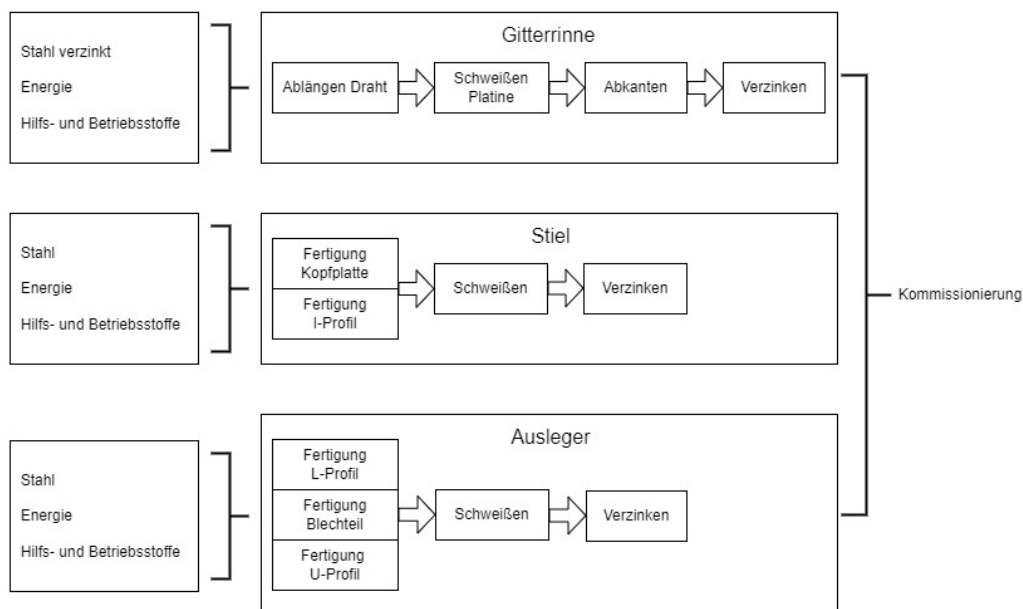 Stahl verzinkt
Energie
Hilfs- und Betriebsstoffe
Gitterrinne
Ablängen Draht
Schweißen
Platine
Abkanten
Verzinken
Stahl
Energie
Hilfs- und Betriebsstoffe
Stiel
Fertigung
Kopfplatte
Fertigung
I-Profil
Schweißen
Verzinken
Kommissionierung
Stahl
Energie
Hilfs- und Betriebsstoffe
Ausleger
Fertigung
L-Profil
Fertigung
Blechteil
Fertigung
U-Profil
Schweißen
Verzinken